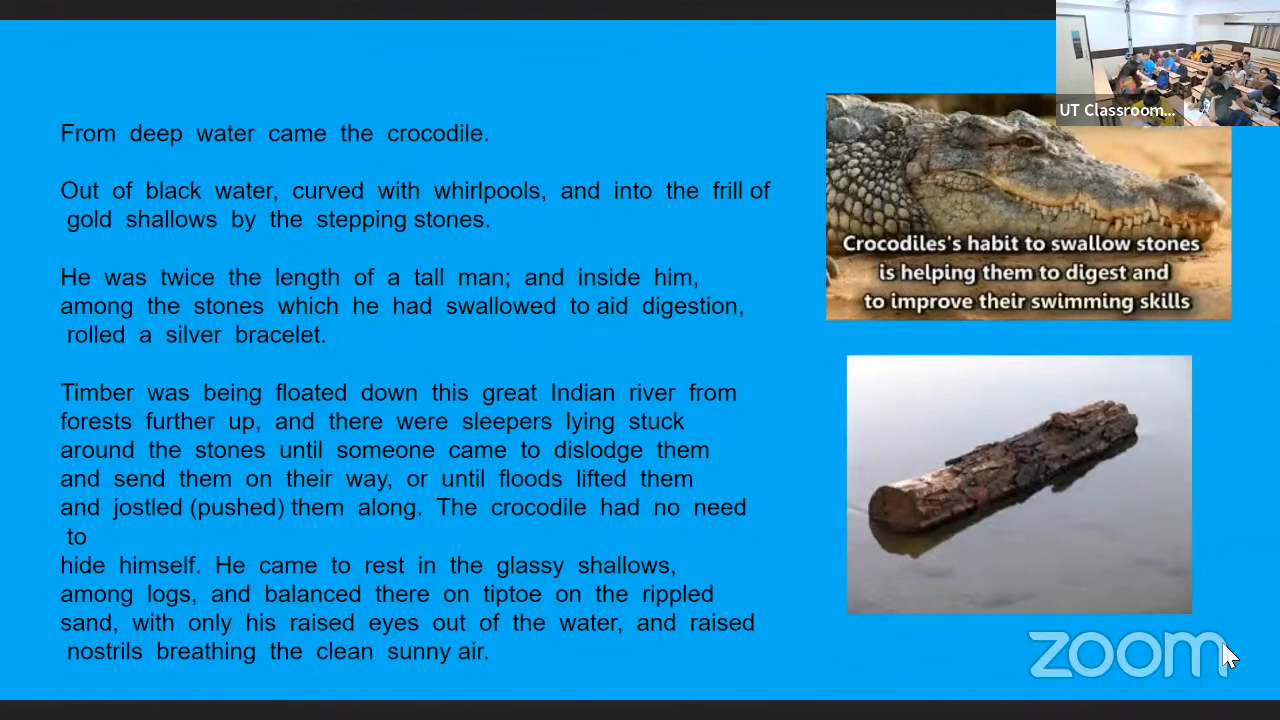 UT Classroom...
From deep water came the crocodile.
Out of black water, curved with whirlpools, and into the frill of
gold shallows by the stepping stones.
He was twice the length of a tall man; and inside him,
among the stones which he had swallowed to aid digestion,
rolled a silver bracelet.
Timber was being floated down this great Indian river from
forests further up, and there were sleepers lying stuck
around the stones until someone came to dislodge them
and send them on their way, or until floods lifted them
and jostled (pushed) them along. The crocodile had no need
to
hide himself. He came to rest in the glassy shallows,
among logs, and balanced there on tiptoe on the rippled
sand, with only his raised eyes out of the water, and raised
nostrils breathing the clean sunny air.
Crocodiles's habit to swallow stones
is helping them to digest and
to improve their swimming skills
zoom